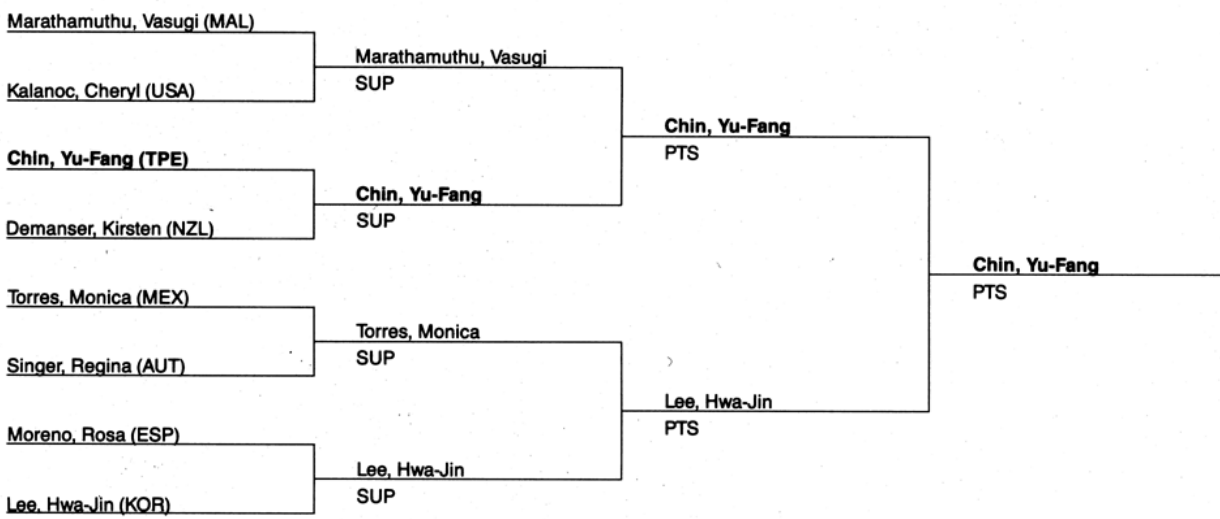 Marathamuthu, Vasugi (MAL)
Kalanoc, Cheryl (USA)
Chin, Yu-Fang (TPE)
Demanser, Kirsten (NZL)
Torres, Monica (MEX)
Singer, Regina (AUT)
Moreno, Rosa (ESP)
Lee, Hwa-Jin (KOR)
Marathamuthu, Vasugi
SUP
Chin, Yu-Fang
SUP
Torres, Monica
SUP
Lee, Hwa-Jin
SUP
Chin, Yu-Fang
PTS
Lee, Hwa-Jin
PTS
Chin, Yu-Fang
PTS